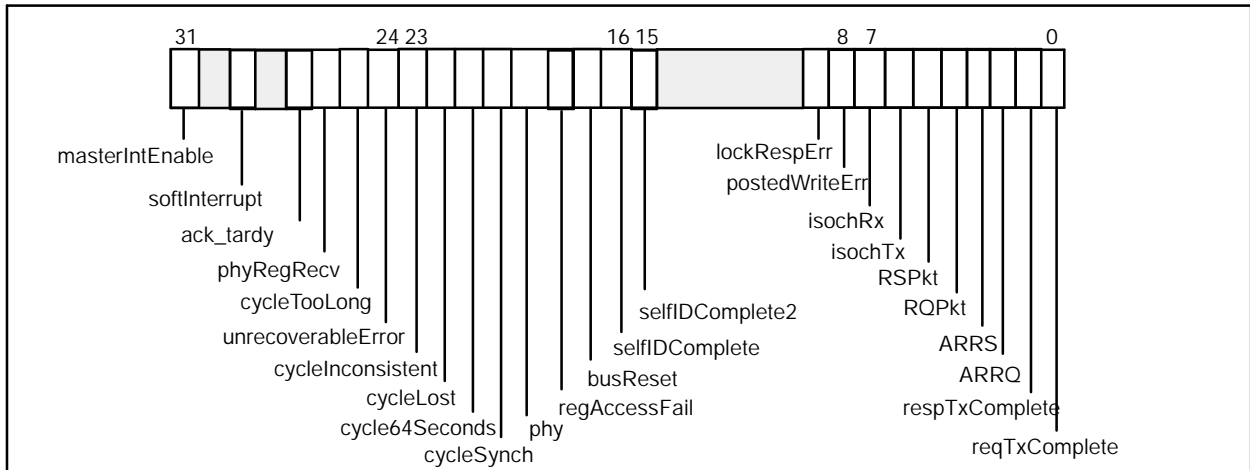 31 24 23 16 15 8 7 0
masterIntEnable
softInterrupt
ack_tardy
phyRegRecv
cycleTooLong
unrecoverableError
cycleInconsistent
cycleLost
cycle64Seconds
cycleSynch
phy
regAccessFail
busReset
selfIDComplete
selfIDComplete2
lockRespErr
postedWriteErr
isochRx
isochTx
RSPkt
RQPkt
ARRS
ARRQ
respTxComplete
reqTxComplete